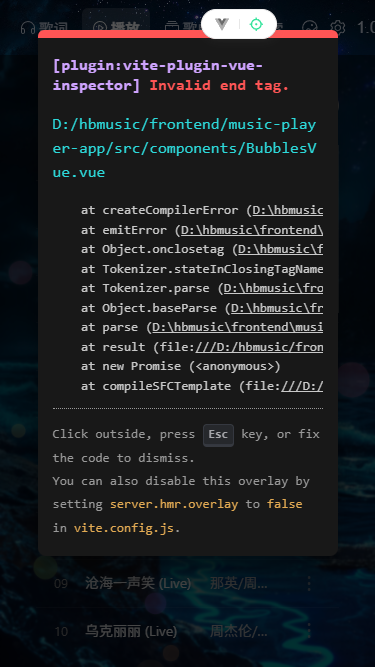 歌词
播放
1.0
[plugin:vite-plugin-vue-
inspector] Invalid end tag.
D:/hbmusic/frontend/music-play
er-app/src/components/BubblesV
ue.vue
at createCompilerError (D:\hbmusic
at emitError (D:\hbmusic\frontend\
at Object.onclosetag (D:\hbmusic\f
at Tokenizer.stateInClosingTagName
at Tokenizer.parse (D:\hbmusic\fro
at Object.baseParse (D:\hbmusic\fr
at parse (D:\hbmusic\frontend\musi
at result (file:///D:/hbmusic/fron
at new Promise (<anonymous>)
at compileSFCTemplate (file:///D:/
Click outside, press Esc key, or fix
the code to dismiss.
You can also disable this overlay by
setting server.hmr.overlay to false
in vite.config.js.
09 沧海一声笑 (Live) 那英/周...
10 乌克丽丽 (Live) 周杰伦/...